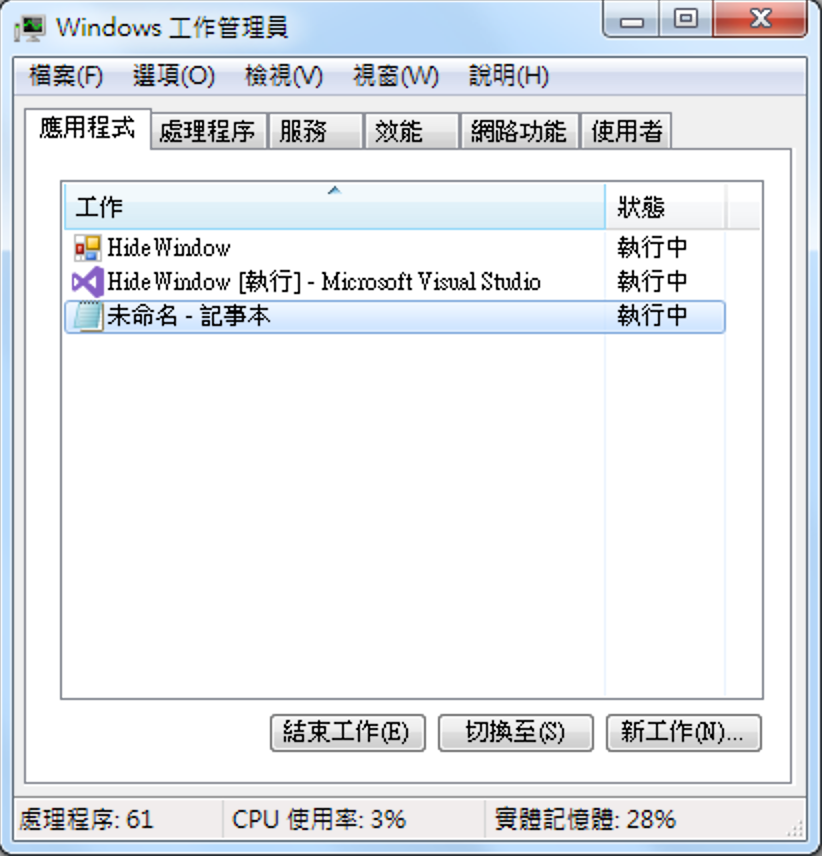 Windows 工作管理員
檔案(F) 選項(O) 檢視(V) 視窗(W) 說明(H)
應用程式 處理程序 服務 效能 網路功能 使用者
工作 狀態
HideWindow 執行中
HideWindow [執行] - Microsoft Visual Studio 執行中
未命名 - 記事本 執行中
結束工作(E) 切換至(S) 新工作(N)...
處理程序: 61 CPU 使用率: 3% 實體記憶體: 28%